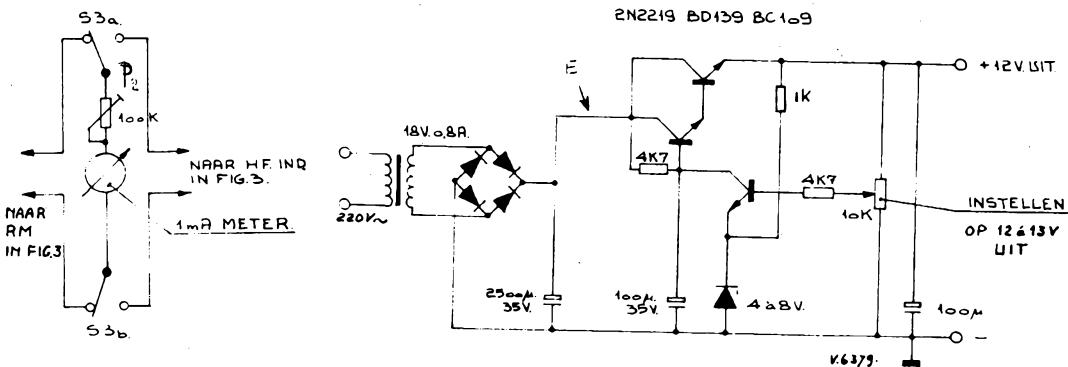 S3a.
P2
100K
NAAR HF. IND
IN FIG.3.
NAAR
RM
IN FIG.3
1mA METER.
S3b.
2N2219 BD139 BC109
E
18V.0,8A.
220V~
4K7
1K
+12V. UIT.
4K7
10K
INSTELLEN
OP 12 à 13V
UIT
2500µ.
35V.
100µ.
35V.
4 à 8V.
100µ
−
V.6379.